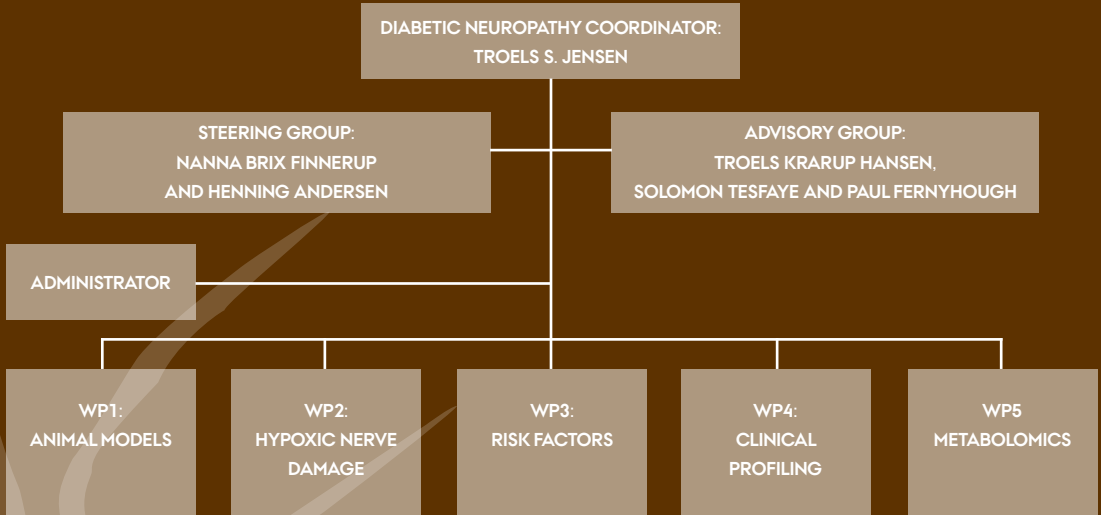 DIABETIC NEUROPATHY COORDINATOR:
TROELS S. JENSEN
STEERING GROUP:
NANNA BRIX FINNERUP
AND HENNING ANDERSEN
ADVISORY GROUP:
TROELS KRARUP HANSEN,
SOLOMON TESFAYE AND PAUL FERNYHOUGH
ADMINISTRATOR
WP1:
ANIMAL MODELS
WP2:
HYPOXIC NERVE
DAMAGE
WP3:
RISK FACTORS
WP4:
CLINICAL
PROFILING
WP5
METABOLOMICS